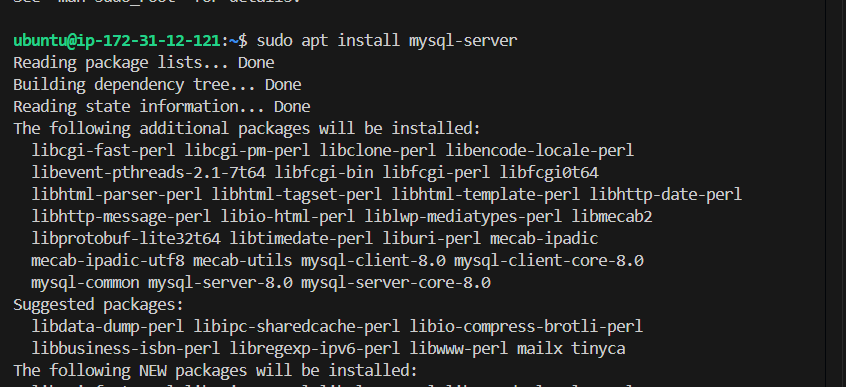 ubuntu@ip-172-31-12-121:~$ sudo apt install mysql-server
Reading package lists... Done
Building dependency tree... Done
Reading state information... Done
The following additional packages will be installed:
  libcgi-fast-perl libcgi-pm-perl libclone-perl libencode-locale-perl
  libevent-pthreads-2.1-7t64 libfcgi-bin libfcgi-perl libfcgi0t64
  libhtml-parser-perl libhtml-tagset-perl libhtml-template-perl libhttp-date-perl
  libhttp-message-perl libio-html-perl liblwp-mediatypes-perl libmecab2
  libprotobuf-lite32t64 libtimedate-perl liburi-perl mecab-ipadic
  mecab-ipadic-utf8 mecab-utils mysql-client-8.0 mysql-client-core-8.0
  mysql-common mysql-server-8.0 mysql-server-core-8.0
Suggested packages:
  libdata-dump-perl libipc-sharedcache-perl libio-compress-brotli-perl
  libbusiness-isbn-perl libregexp-ipv6-perl libwww-perl mailx tinyca
The following NEW packages will be installed: